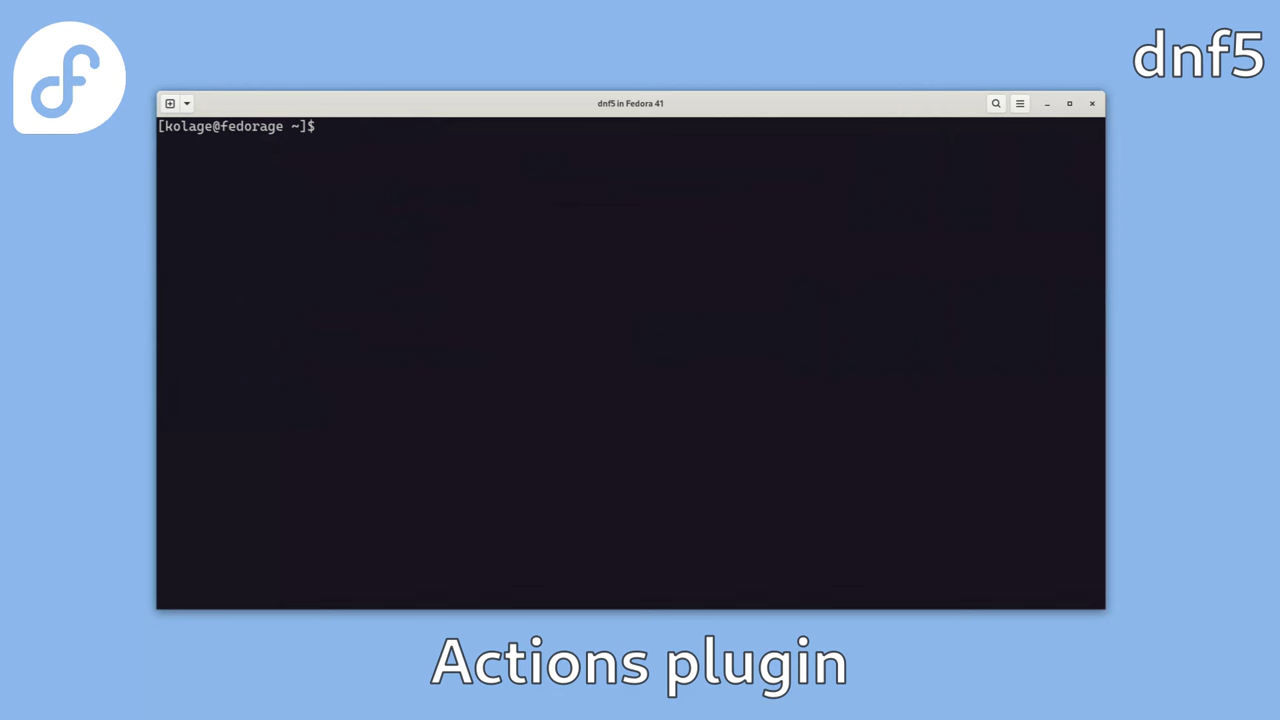 dnf5
dnf5 in Fedora 41
[kolage@fedorage ~]$
Actions plugin